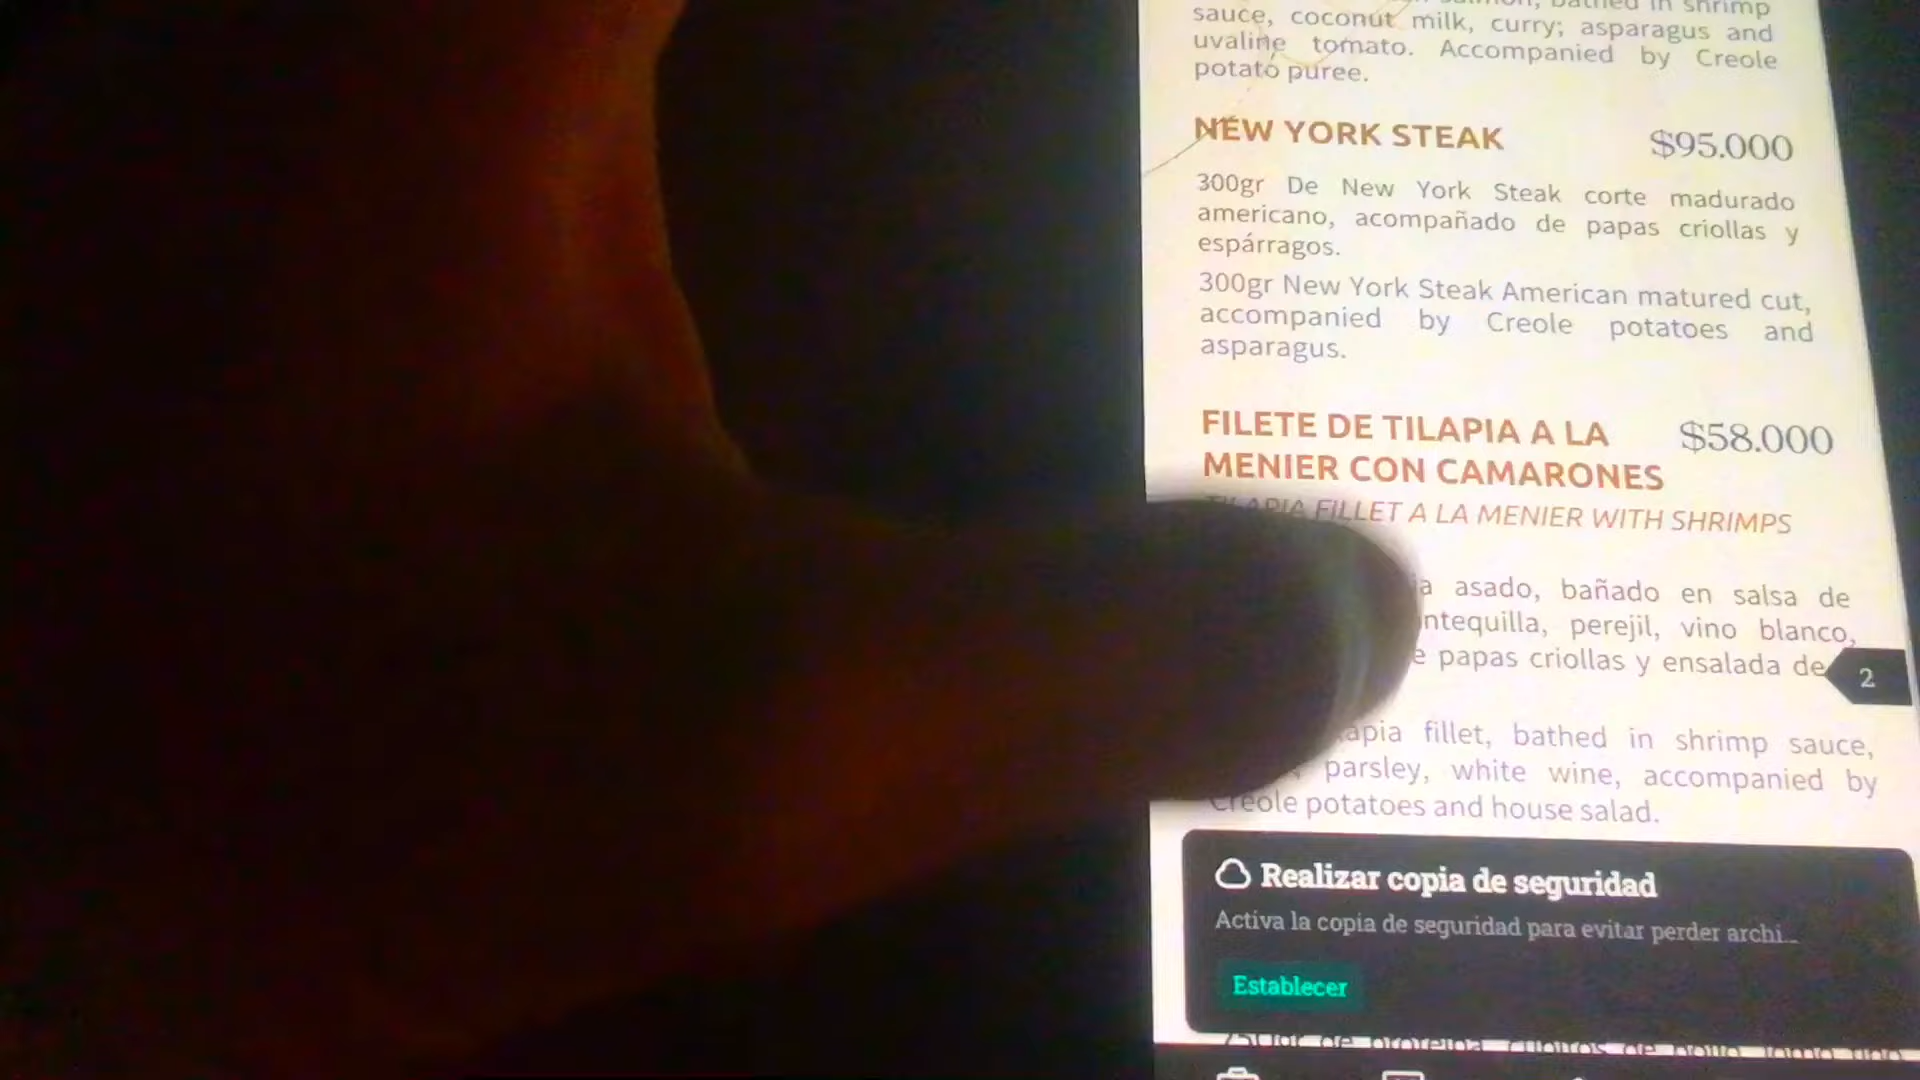 bathed in shrimp
sauce, coconut milk, curry; asparagus and
uvaline tomato. Accompanied by Creole
potato puree.
NEW YORK STEAK
$95.000
300gr De New York Steak corte madurado
americano, acompañado de papas criollas y
espárragos.
300gr New York Steak American matured cut,
accompanied by Creole potatoes and
asparagus.
FILETE DE TILAPIA A LA
$58.000
MENIER CON CAMARONES
TILAPIA FILLET A LA MENIER WITH SHRIMPS
asado, bañado en salsa de
perejil, vino blanco,
papas criollas y ensalada de
2
fillet, bathed in shrimp sauce,
parsley, white wine, accompanied by
Creole potatoes and house salad.
Realizar copia de seguridad
Activa la copia de seguridad para evitar perder archi...
Establecer